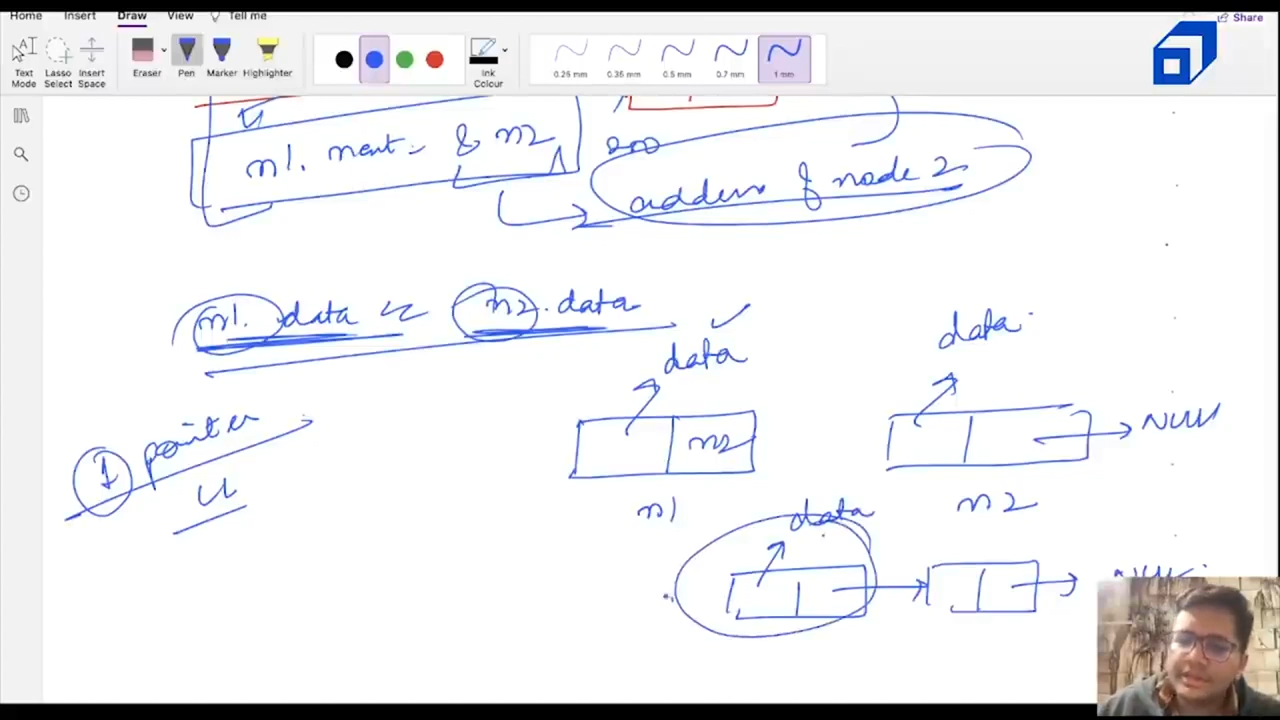 Home Insert Draw View Tell me Share
Text Mode Lasso Select Insert Space Eraser Pen Marker Highlighter Ink Colour 0.25 mm 0.35 mm 0.5 mm 0.7 mm 1 mm
n1. next = & n2
200
address of node 2
n1. data n2. data
data
data
1 pointer
n2
NULL
n1
n2
data